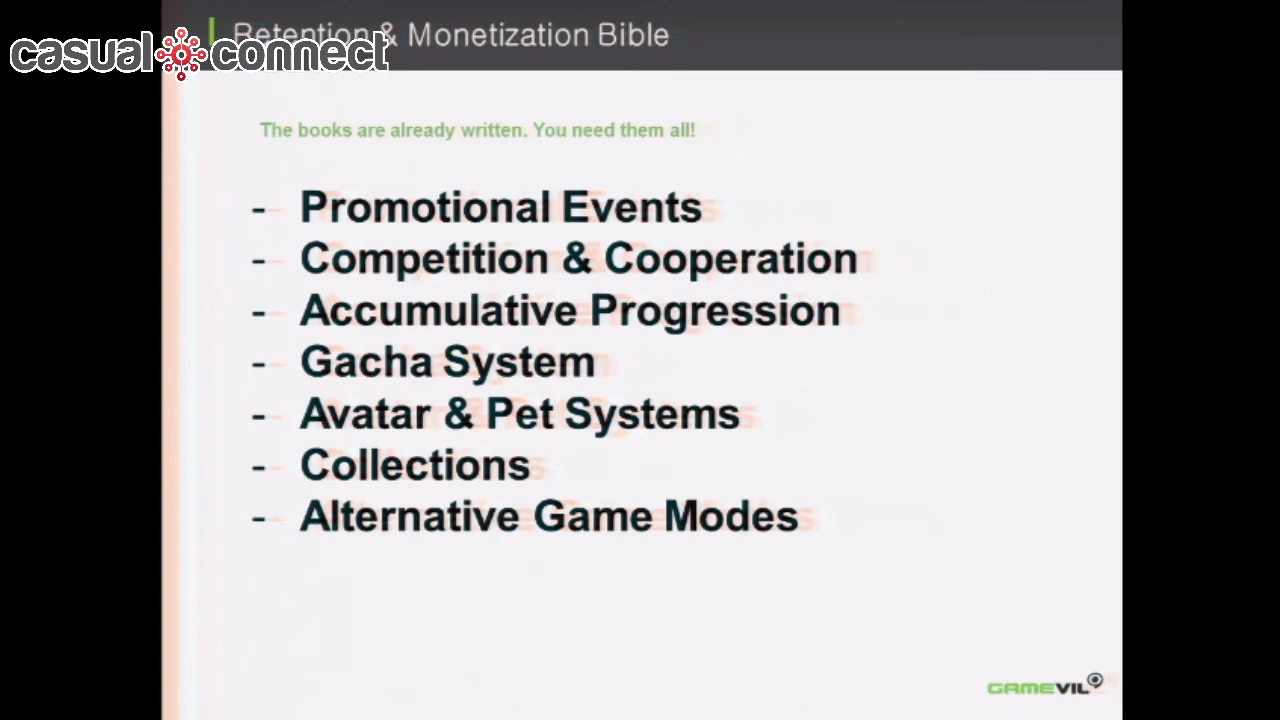 Retention & Monetization Bible
casual connect
The books are already written. You need them all!
- Promotional Events
- Competition & Cooperation
- Accumulative Progression
- Gacha System
- Avatar & Pet Systems
- Collections
- Alternative Game Modes
GAMEVIL